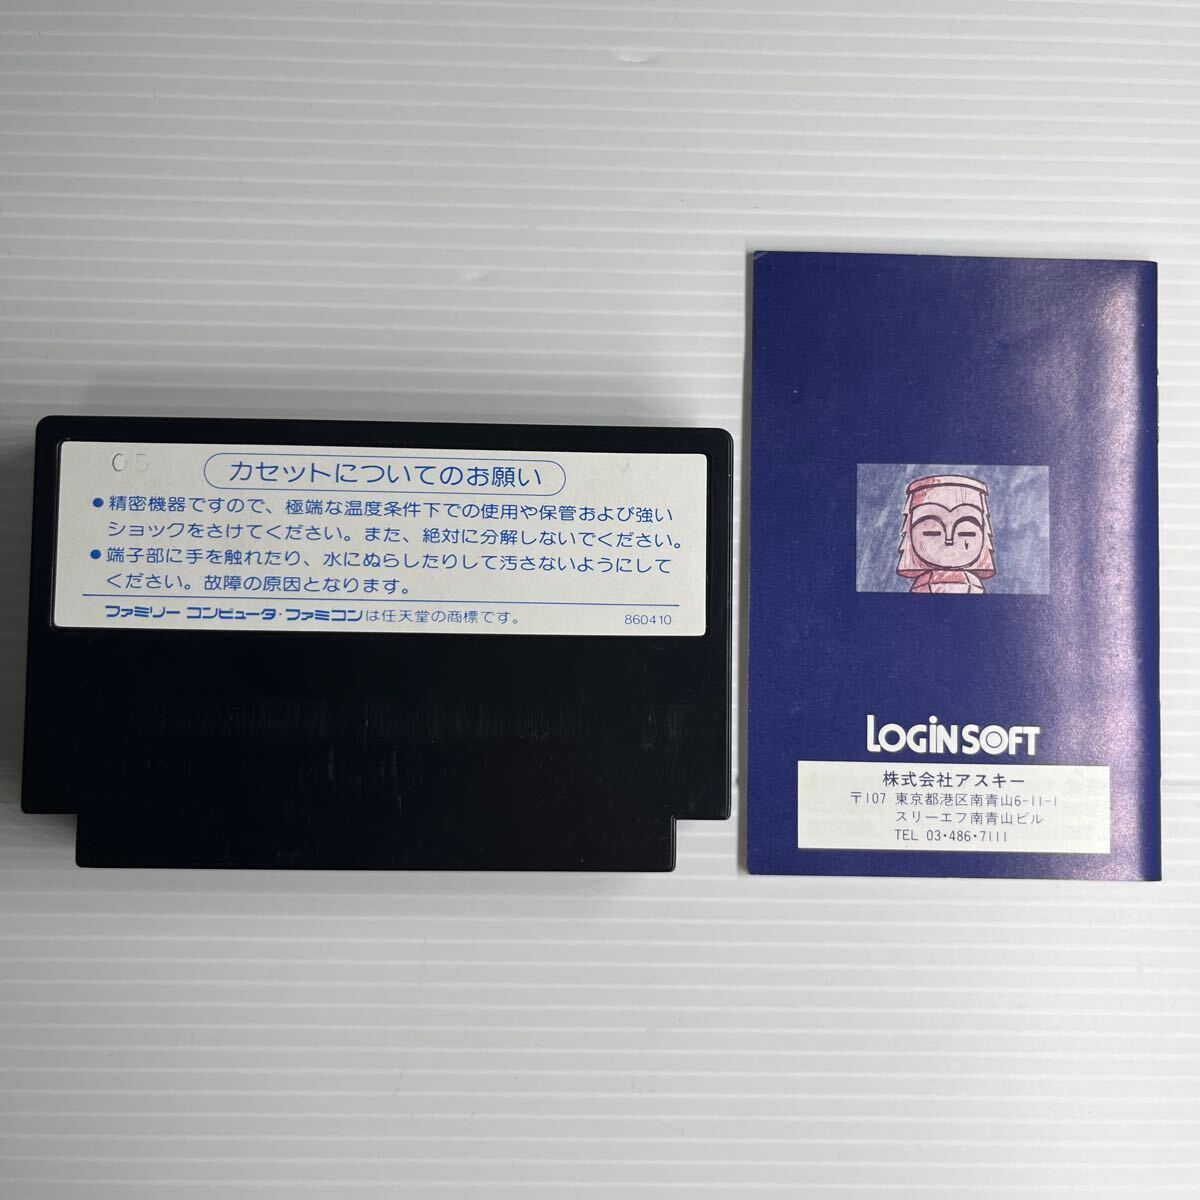 05
カセットについてのお願い
●精密機器ですので、極端な温度条件下での使用や保管および強い
ショックをさけてください。また、絶対に分解しないでください。
●端子部に手を触れたり、水にぬらしたりして汚さないようにして
ください。故障の原因となります。
ファミリー コンピュータ・ファミコンは任天堂の商標です。 860410
LOGiNSOFT
株式会社アスキー
〒107 東京都港区南青山6-11-1
スリーエフ南青山ビル
TEL 03・486・7111